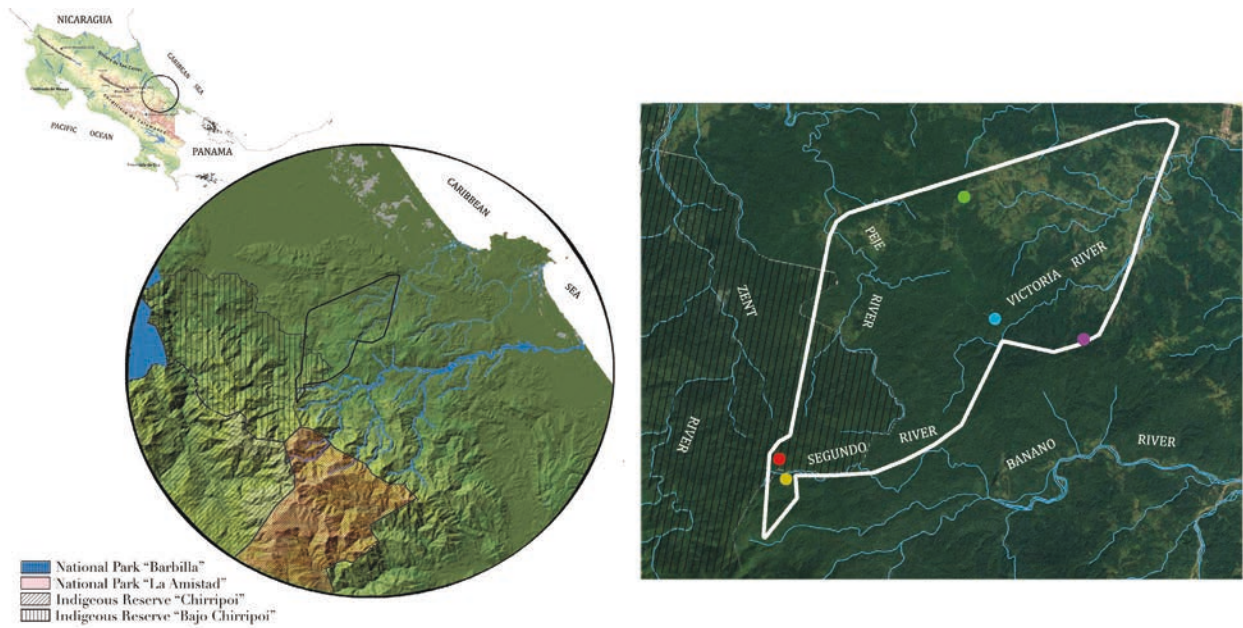 NICARAGUA
CARIBBEAN SEA
PACIFIC OCEAN
PANAMA
CARIBBEAN
SEA
National Park “Barbilla”
National Park “La Amistad”
Indigeous Reserve “Chirripoi”
Indigeous Reserve “Bajo Chirripoi”
PEJE
RIVER
ZENT
RIVER
VICTORIA RIVER
SEGUNDO RIVER
BANANO RIVER